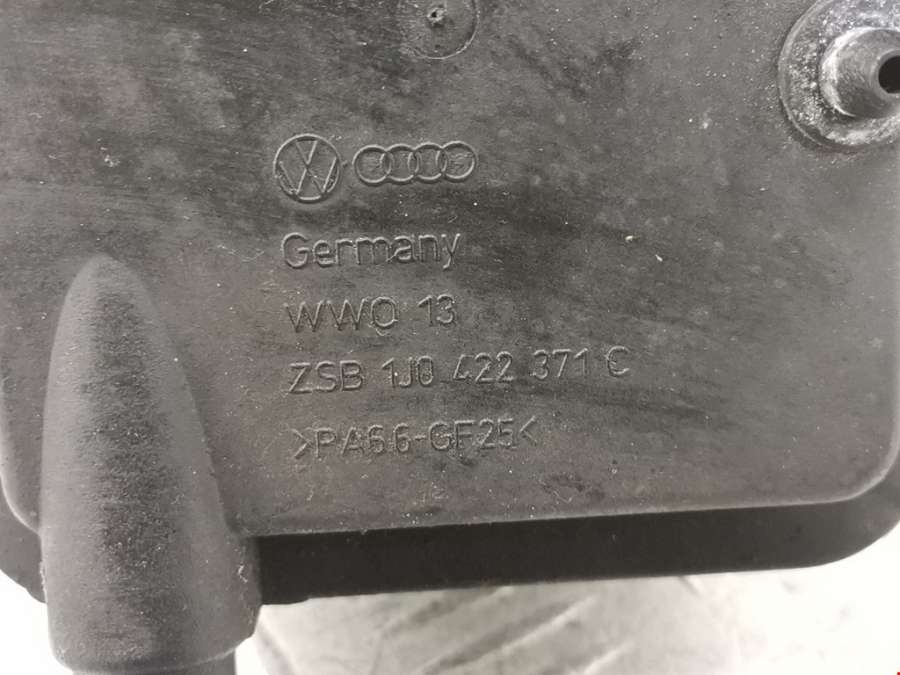 Germany
WWO 13
ZSB 1J0 422 371 C
>PA66-GF25<